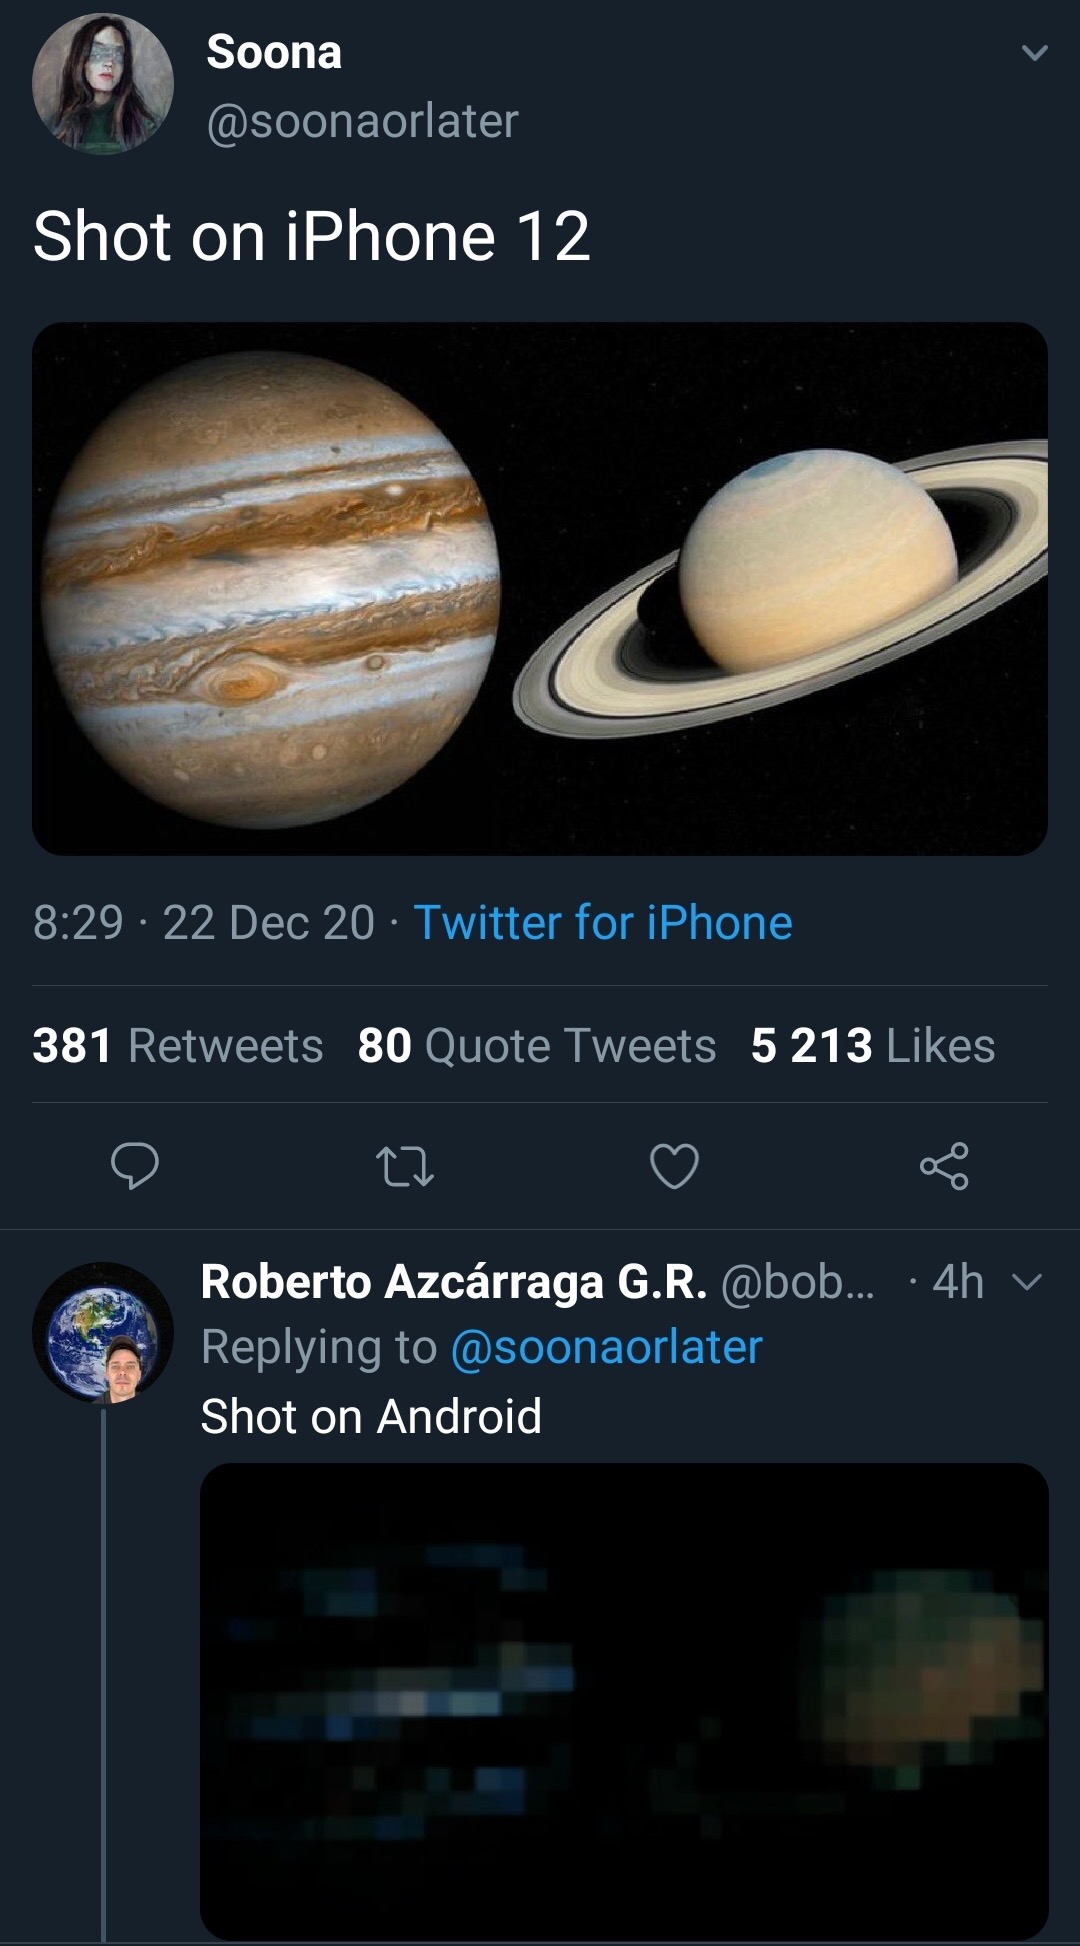 Soona
@soonaorlater
Shot on iPhone 12
8:29 · 22 Dec 20 · Twitter for iPhone
381 Retweets 80 Quote Tweets 5 213 Likes
Roberto Azcárraga G.R. @bob... · 4h
Replying to @soonaorlater
Shot on Android